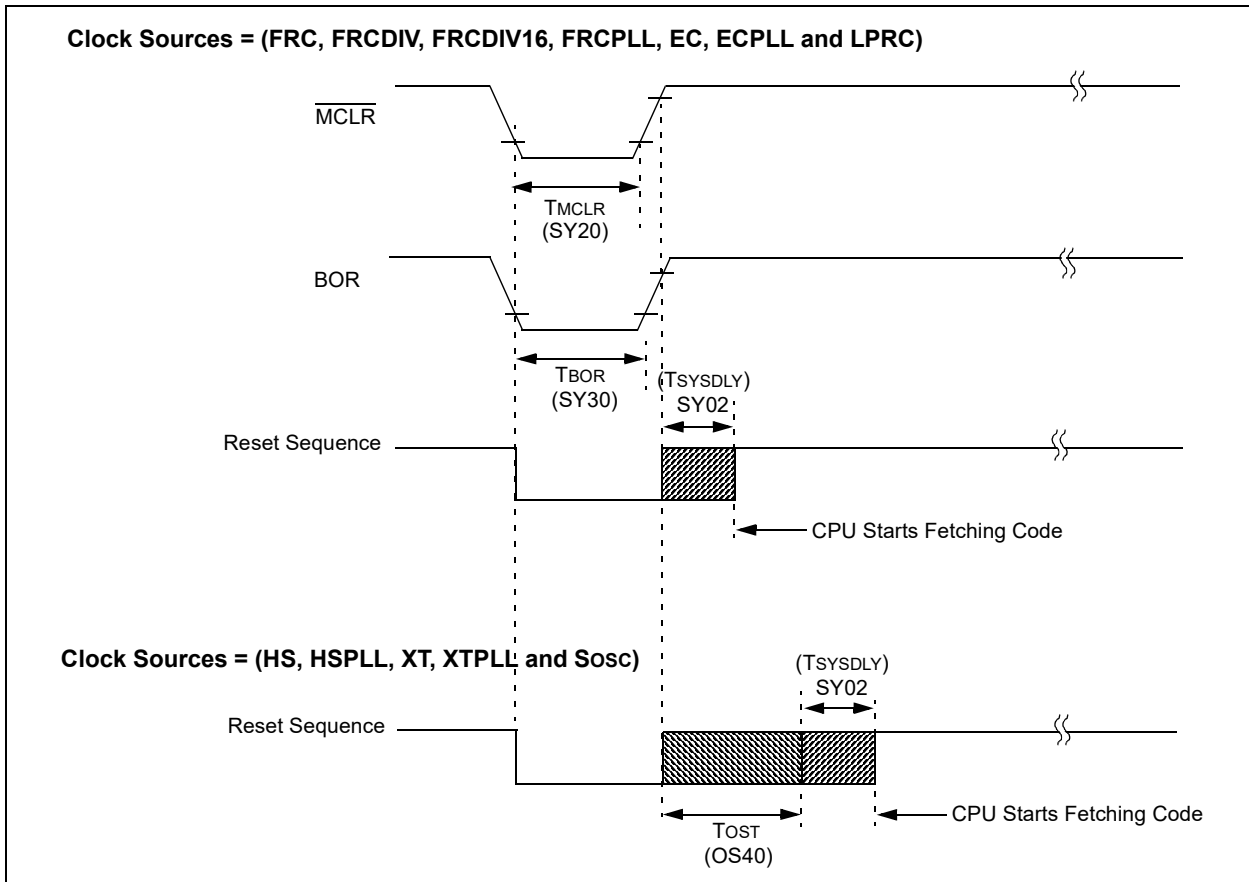 Clock Sources = (FRC, FRCDIV, FRCDIV16, FRCPLL, EC, ECPLL and LPRC)
MCLR
TMCLR
(SY20)
BOR
TBOR
(SY30)
(TSYSDLY)
SY02
Reset Sequence
CPU Starts Fetching Code
Clock Sources = (HS, HSPLL, XT, XTPLL and SOSC)
(TSYSDLY)
SY02
Reset Sequence
CPU Starts Fetching Code
TOST
(OS40)